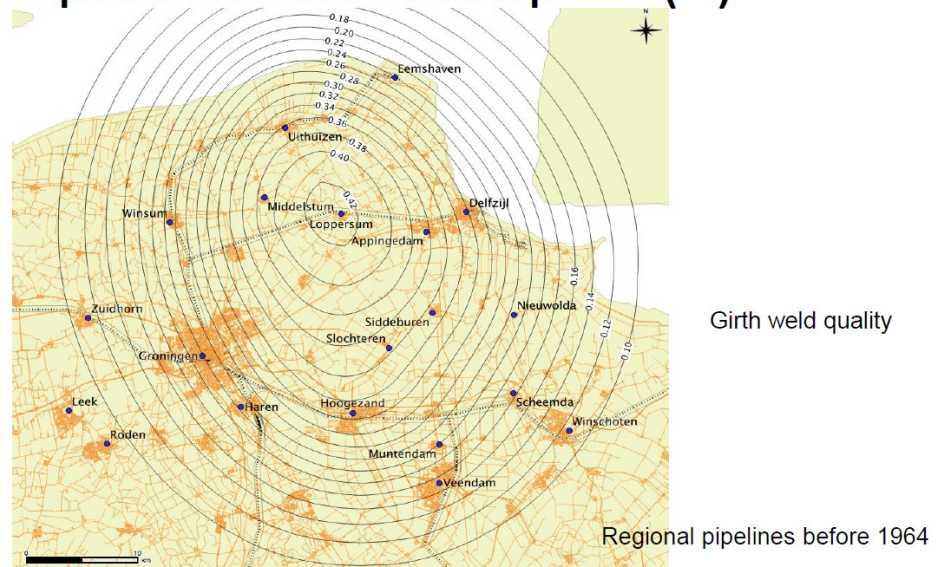 0.18
0.20
0.22
0.24
0.26
0.28
0.30
0.32
0.34
0.36
0.38
0.40
0.42
N
Eemshaven
Uithuizen
Middelstum
Winsum
Loppersum
Delfzijl
Appingedam
0.16
0.14
0.12
0.10
Zuidhorn
Siddeburen
Nieuwolda
Slochteren
Groningen
Girth weld quality
Leek
Haren
Hoogezand
Scheemda
Roden
Winschoten
Muntendam
Veendam
Regional pipelines before 1964
0 10
km